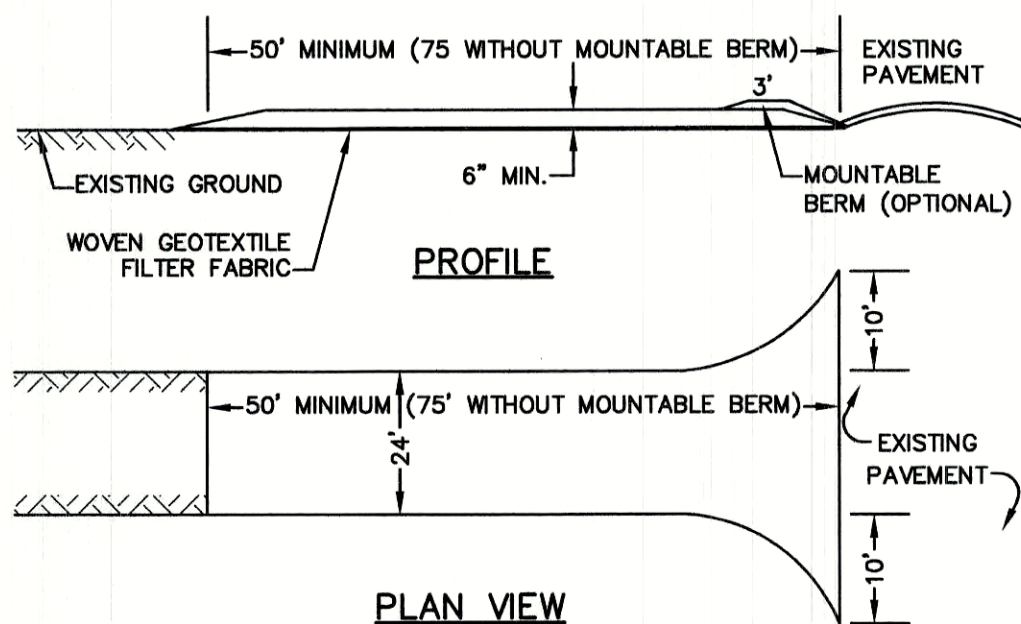 50' MINIMUM (75 WITHOUT MOUNTABLE BERM)
EXISTING
PAVEMENT
3'
EXISTING GROUND
6" MIN.
MOUNTABLE
BERM (OPTIONAL)
WOVEN GEOTEXTILE
FILTER FABRIC
PROFILE
10'
50' MINIMUM (75' WITHOUT MOUNTABLE BERM)
24'
EXISTING
PAVEMENT
10'
PLAN VIEW